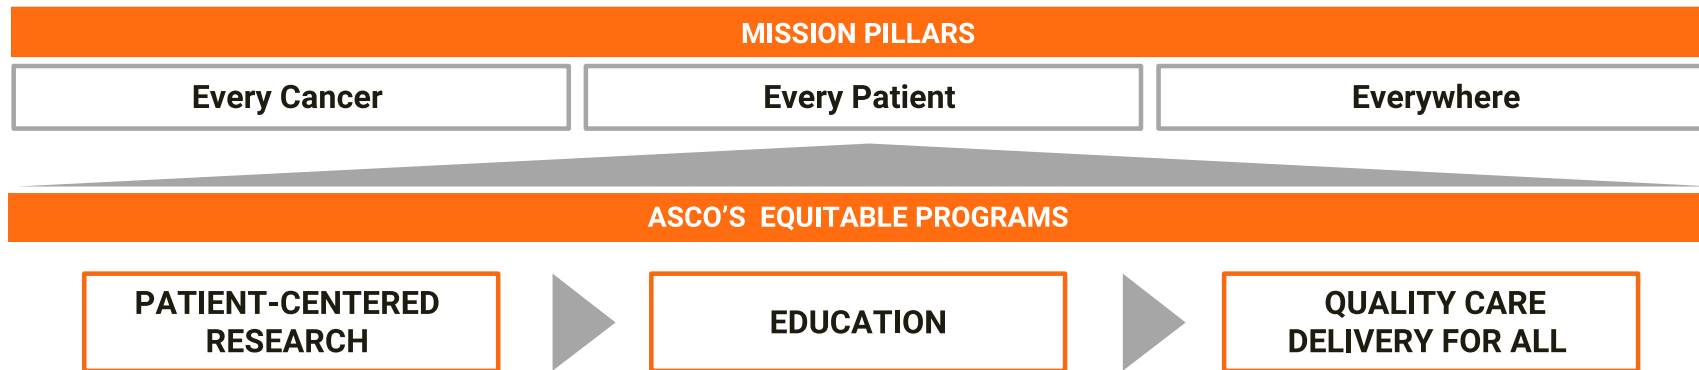 MISSION PILLARS
Every Cancer
Every Patient
Everywhere
ASCO'S  EQUITABLE PROGRAMS
PATIENT-CENTERED
RESEARCH
EDUCATION
QUALITY CARE
DELIVERY FOR ALL